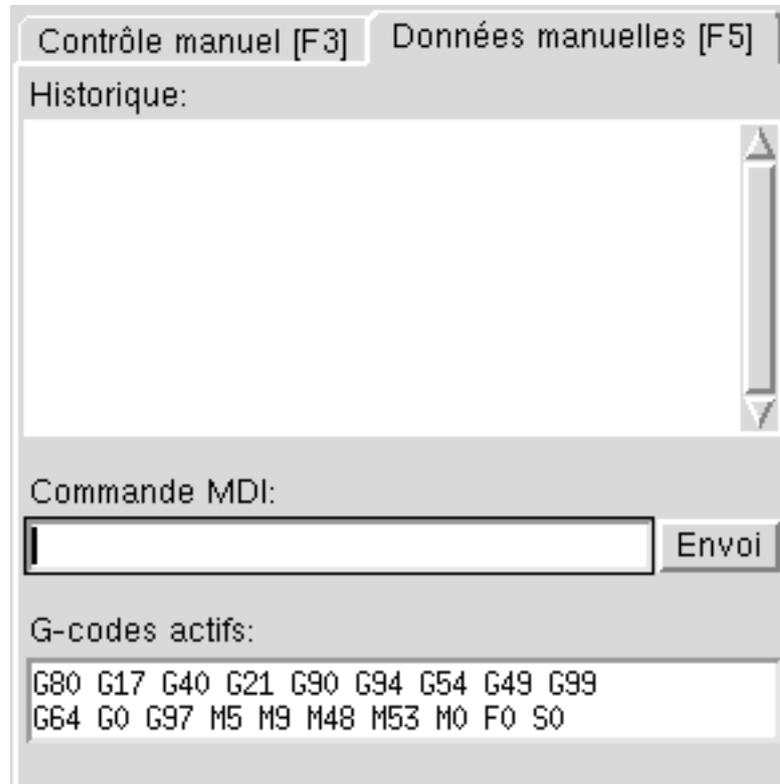 Contrôle manuel [F3] Données manuelles [F5]
Historique:
Commande MDI:
Envoi
G-codes actifs:
G80 G17 G40 G21 G90 G94 G54 G49 G99
G64 G0 G97 M5 M9 M48 M53 M0 F0 S0